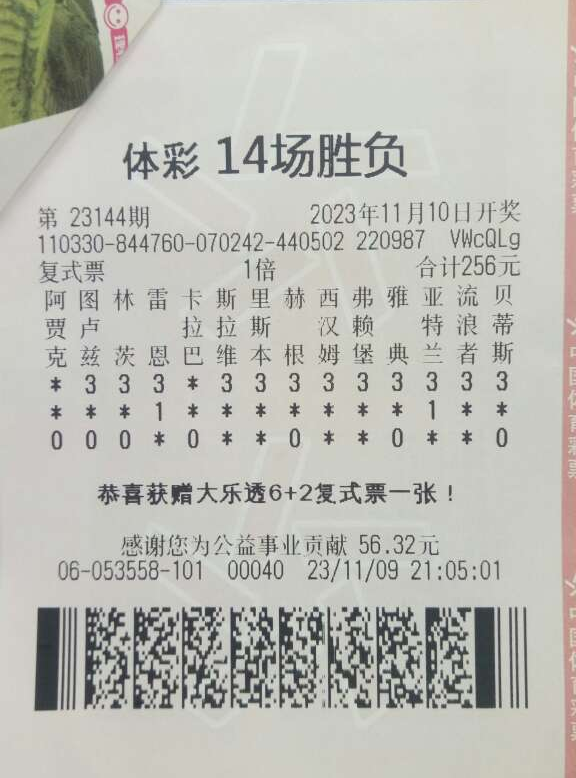 体彩 14场胜负
第 23144期 2023年11月10日开奖
110330-844760-070242-440502 220987 VWcQLg
复式票 1倍 合计256元
阿 图 林 雷 卡 斯 里 赫 西 弗 雅 亚 流 贝
贾 卢 拉 拉 斯 汉 赖 特 浪 蒂
克 兹 茨 恩 巴 维 本 根 姆 堡 典 兰 者 斯
* 3 3 3 * 3 3 3 3 3 3 3 3 3
* * * 1 * * * * * * * 1 * *
0 0 0 * 0 * * 0 * * 0 * * 0
恭喜获赠大乐透6+2复式票一张！
感谢您为公益事业贡献 56.32元
06-053558-101 00040 23/11/09 21:05:01
中国体育彩票